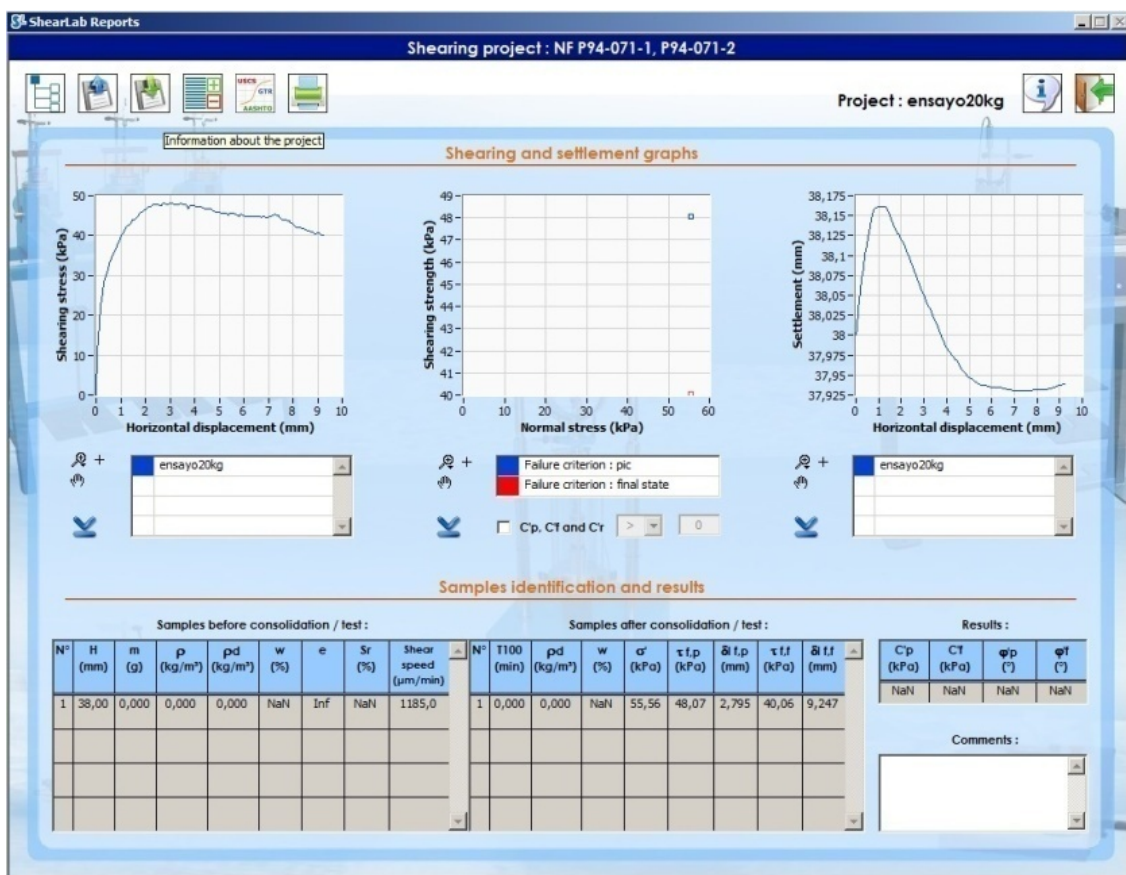 ShearLab Reports
Shearing project : NF P94-071-1, P94-071-2
USCS
GTR
AASHTO
Project : ensayo20kg
Information about the project
Shearing and settlement graphs
Shearing stress (kPa)
50
40
30
20
10
0
0 1 2 3 4 5 6 7 8 9 10
Horizontal displacement (mm)
Shearing strength (kPa)
49
48
47
46
45
44
43
42
41
40
0 10 20 30 40 50 60
Normal stress (kPa)
Settlement (mm)
38,175
38,15
38,125
38,1
38,075
38,05
38,025
38
37,975
37,95
37,925
0 1 2 3 4 5 6 7 8 9 10
Horizontal displacement (mm)
ensayo20kg
Failure criterion : pic
Failure criterion : final state
C'p, C'f and C'r > 0
ensayo20kg
Samples identification and results
Samples before consolidation / test :
N° H (mm) m (g) ρ (kg/m³) ρd (kg/m³) w (%) e Sr (%) Shear speed (µm/min)
1 38,00 0,000 0,000 0,000 NaN Inf NaN 1185,0
Samples after consolidation / test :
N° T100 (min) ρd (kg/m³) w (%) σ' (kPa) τ f,p (kPa) δl f,p (mm) τ f,f (kPa) δl f,f (mm)
1 0,000 0,000 NaN 55,56 48,07 2,795 40,06 9,247
Results :
C'p (kPa) C'f (kPa) φ'p (°) φ'f (°)
NaN NaN NaN NaN
Comments :